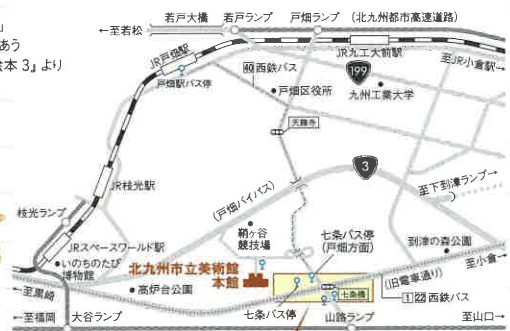 」
あう
絵本 3』より
←至若松
若戸大橋
若戸ランプ
戸畑ランプ
(北九州都市高速道路)
JR戸畑駅
戸畑駅バス停
JR九工大前駅
至JR小倉駅→
40 西鉄バス
199
戸畑区役所
九州工業大学
天籟寺
3
至下到津ランプ→
JR枝光駅
(戸畑バイパス)
枝光ランプ
鞘ヶ谷
競技場
七条バス停
(戸畑方面)
到津の森公園
至小倉→
JRスペースワールド駅
いのちのたび
博物館
北九州市立美術館
本館
(旧電車通り)
1 22 西鉄バス
←至黒崎
高炉台公園
七条橋
←至福岡
大谷ランプ
七条バス停
山路ランプ
至山口→